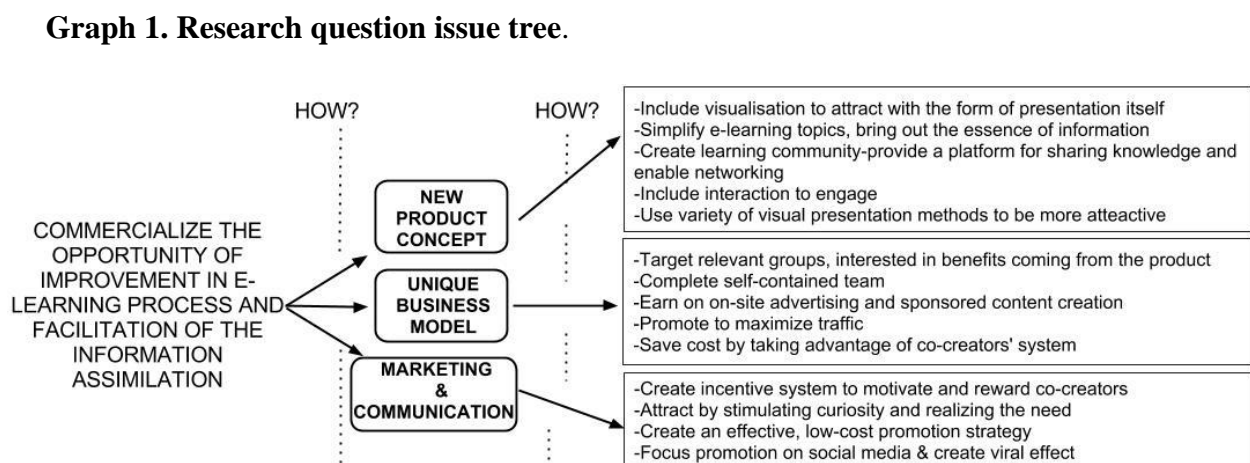 Graph 1. Research question issue tree.
HOW?
HOW?
COMMERCIALIZE THE
OPPORTUNITY OF
IMPROVEMENT IN E-
LEARNING PROCESS AND
FACILITATION OF THE
INFORMATION
ASSIMILATION
NEW
PRODUCT
CONCEPT
-Include visualisation to attract with the form of presentation itself
-Simplify e-learning topics, bring out the essence of information
-Create learning community-provide a platform for sharing knowledge and
enable networking
-Include interaction to engage
-Use variety of visual presentation methods to be more atteactive
UNIQUE
BUSINESS
MODEL
-Target relevant groups, interested in benefits coming from the product
-Complete self-contained team
-Earn on on-site advertising and sponsored content creation
-Promote to maximize traffic
-Save cost by taking advantage of co-creators' system
MARKETING
&
COMMUNICATION
-Create incentive system to motivate and reward co-creators
-Attract by stimulating curiosity and realizing the need
-Create an effective, low-cost promotion strategy
-Focus promotion on social media & create viral effect